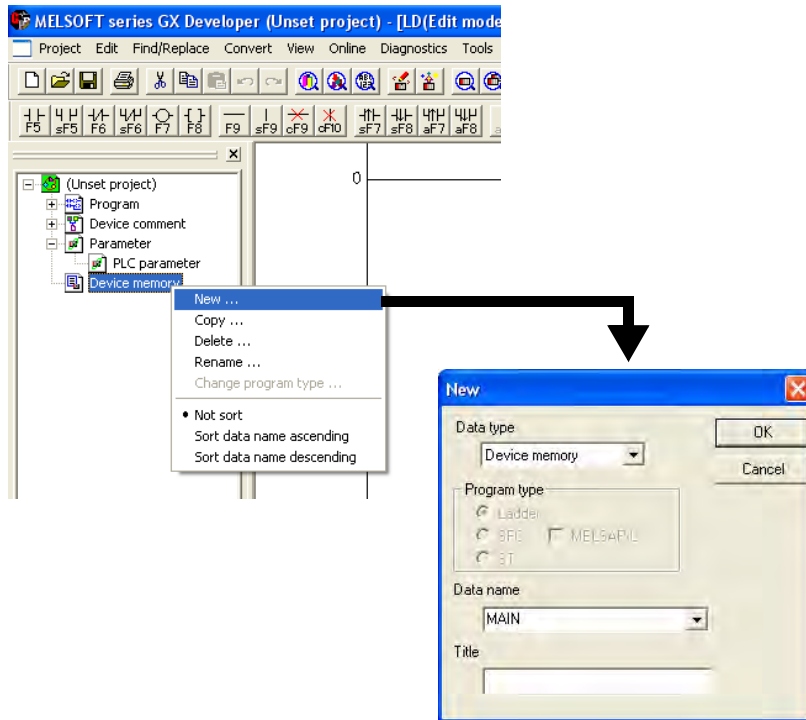 MELSOFT series GX Developer (Unset project) - [LD(Edit mode
Project Edit Find/Replace Convert View Online Diagnostics Tools
F5 sF5 F6 sF6 F7 F8 F9 sF9 cF9 cF10 sF7 sF8 aF7 aF8
0
(Unset project)
Program
Device comment
Parameter
PLC parameter
Device memory
New ...
Copy ...
Delete ...
Rename ...
Change program type ...
• Not sort
Sort data name ascending
Sort data name descending
New
Data type
Device memory
OK
Cancel
Program type
Ladder
SFC MELSAP-L
ST
Data name
MAIN
Title